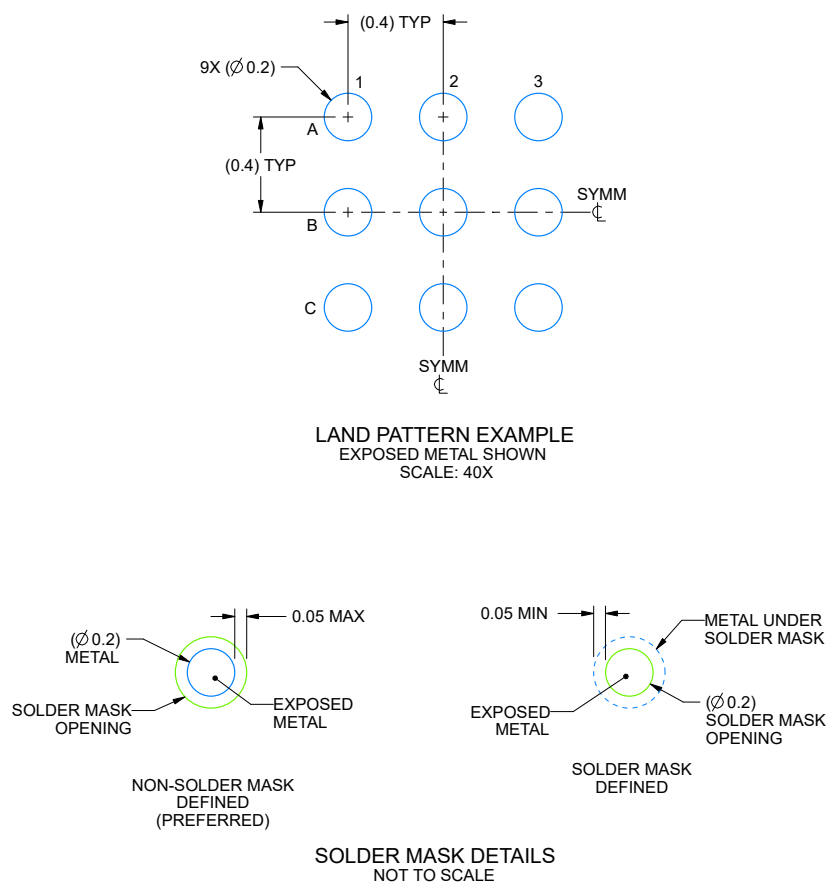 (0.4) TYP
9X (∅ 0.2)
1
2
3
A
(0.4) TYP
SYMM
℄
B
C
SYMM
℄
LAND PATTERN EXAMPLE
EXPOSED METAL SHOWN
SCALE: 40X
0.05 MAX
(∅ 0.2)
METAL
SOLDER MASK
OPENING
EXPOSED
METAL
NON-SOLDER MASK
DEFINED
(PREFERRED)
0.05 MIN
METAL UNDER
SOLDER MASK
EXPOSED
METAL
(∅ 0.2)
SOLDER MASK
OPENING
SOLDER MASK
DEFINED
SOLDER MASK DETAILS
NOT TO SCALE